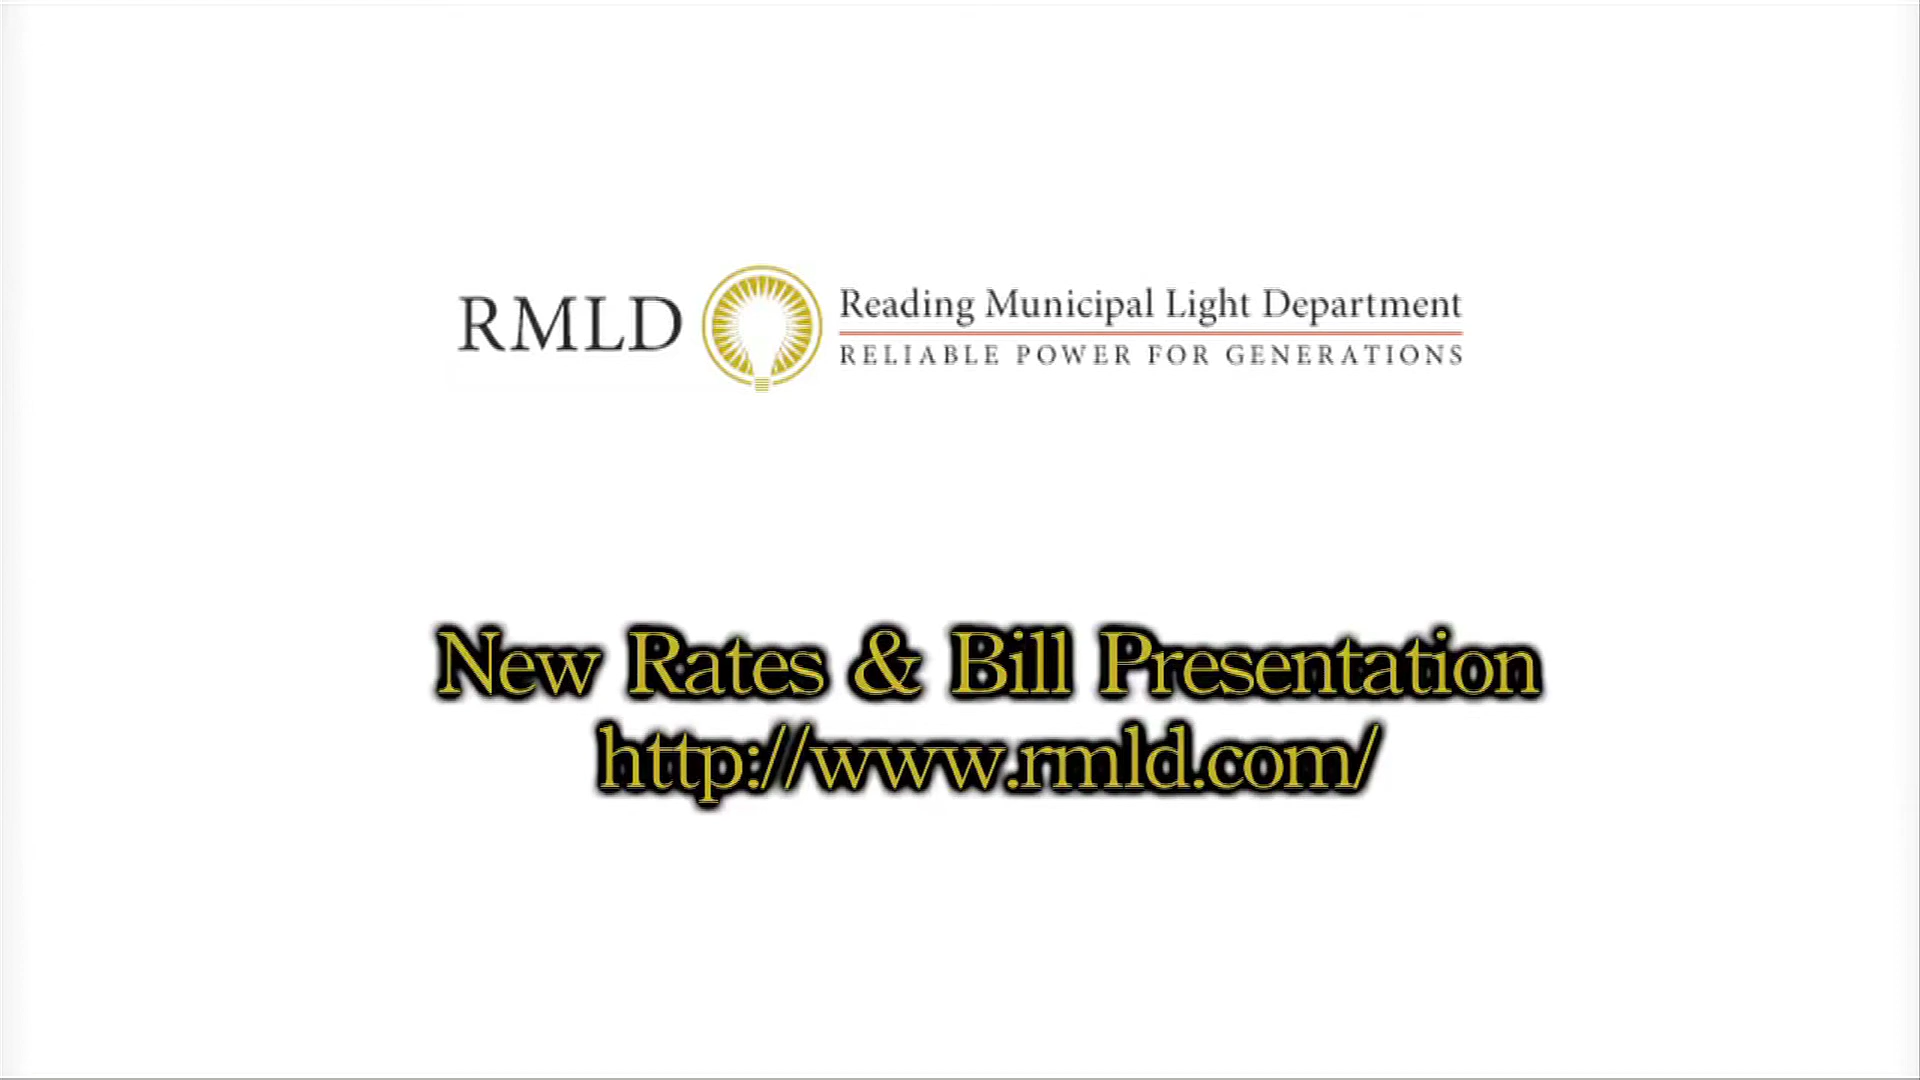 RMLD
Reading Municipal Light Department
RELIABLE POWER FOR GENERATIONS
New Rates & Bill Presentation
http://www.rmld.com/